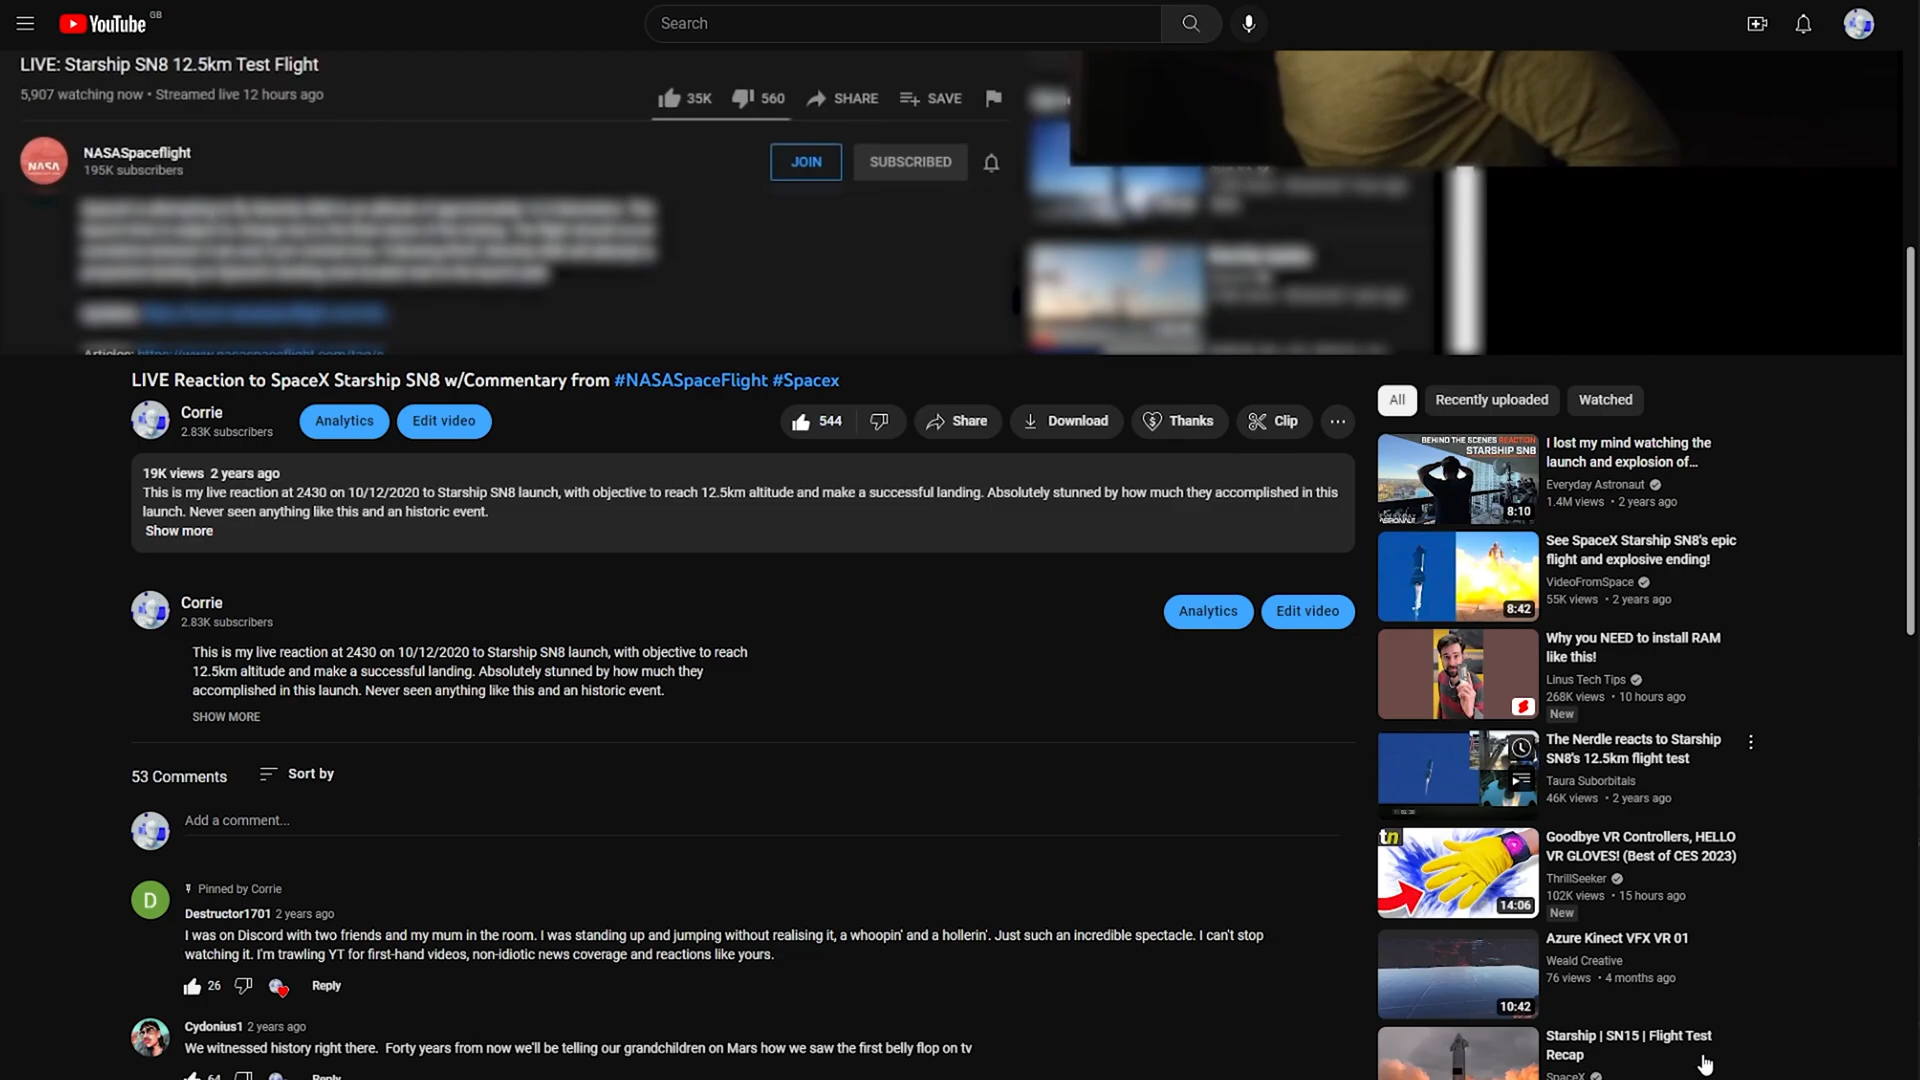 YouTube GB
Search
LIVE: Starship SN8 12.5km Test Flight
5,907 watching now • Streamed live 12 hours ago
35K
560
SHARE
SAVE
NASA
NASASpaceflight
195K subscribers
JOIN
SUBSCRIBED
LIVE Reaction to SpaceX Starship SN8 w/Commentary from #NASASpaceFlight #Spacex
Corrie
2.83K subscribers
Analytics
Edit video
544
Share
Download
Thanks
Clip
19K views 2 years ago
This is my live reaction at 2430 on 10/12/2020 to Starship SN8 launch, with objective to reach 12.5km altitude and make a successful landing. Absolutely stunned by how much they accomplished in this
launch. Never seen anything like this and an historic event.
Show more
Corrie
2.83K subscribers
Analytics
Edit video
This is my live reaction at 2430 on 10/12/2020 to Starship SN8 launch, with objective to reach
12.5km altitude and make a successful landing. Absolutely stunned by how much they
accomplished in this launch. Never seen anything like this and an historic event.
SHOW MORE
53 Comments
Sort by
Add a comment...
D
Pinned by Corrie
Destructor1701 2 years ago
I was on Discord with two friends and my mum in the room. I was standing up and jumping without realising it, a whoopin' and a hollerin'. Just such an incredible spectacle. I can't stop
watching it. I'm trawling YT for first-hand videos, non-idiotic news coverage and reactions like yours.
26
Reply
Cydonius1 2 years ago
We witnessed history right there. Forty years from now we'll be telling our grandchildren on Mars how we saw the first belly flop on tv
64
Reply
All
Recently uploaded
Watched
BEHIND THE SCENES REACTION
STARSHIP SN8
8:10
I lost my mind watching the
launch and explosion of...
Everyday Astronaut
1.4M views • 2 years ago
8:42
See SpaceX Starship SN8's epic
flight and explosive ending!
VideoFromSpace
55K views • 2 years ago
Why you NEED to install RAM
like this!
Linus Tech Tips
268K views • 10 hours ago
New
The Nerdle reacts to Starship
SN8's 12.5km flight test
Taura Suborbitals
46K views • 2 years ago
tn
14:06
Goodbye VR Controllers, HELLO
VR GLOVES! (Best of CES 2023)
ThrillSeeker
102K views • 15 hours ago
New
10:42
Azure Kinect VFX VR 01
Weald Creative
76 views • 4 months ago
Starship | SN15 | Flight Test
Recap
SpaceX